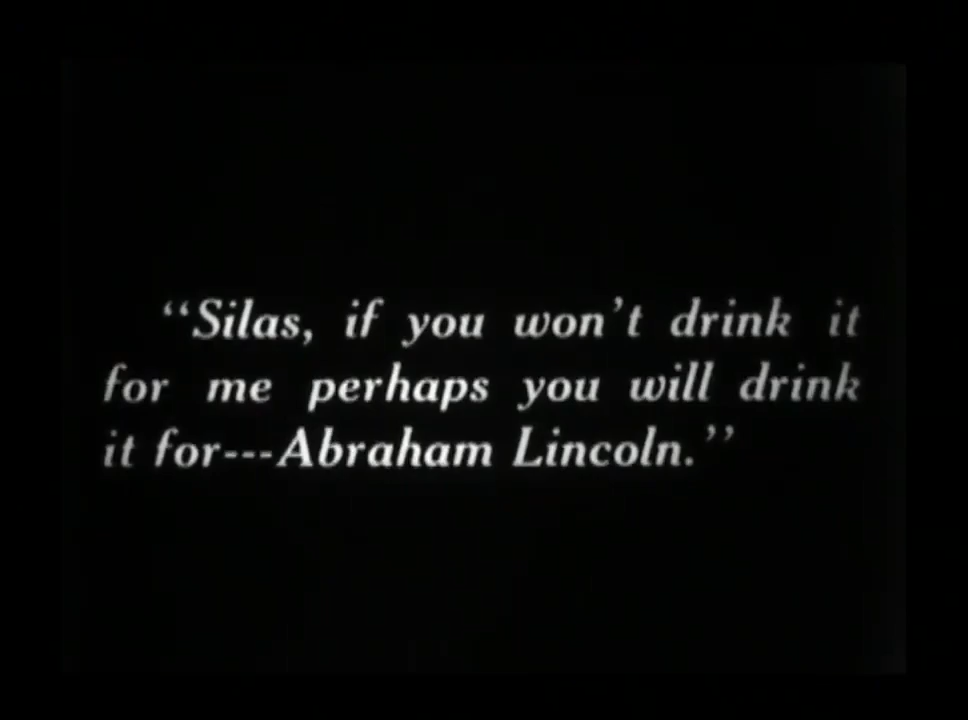 “Silas, if you won’t drink it
for me perhaps you will drink
it for---Abraham Lincoln.”